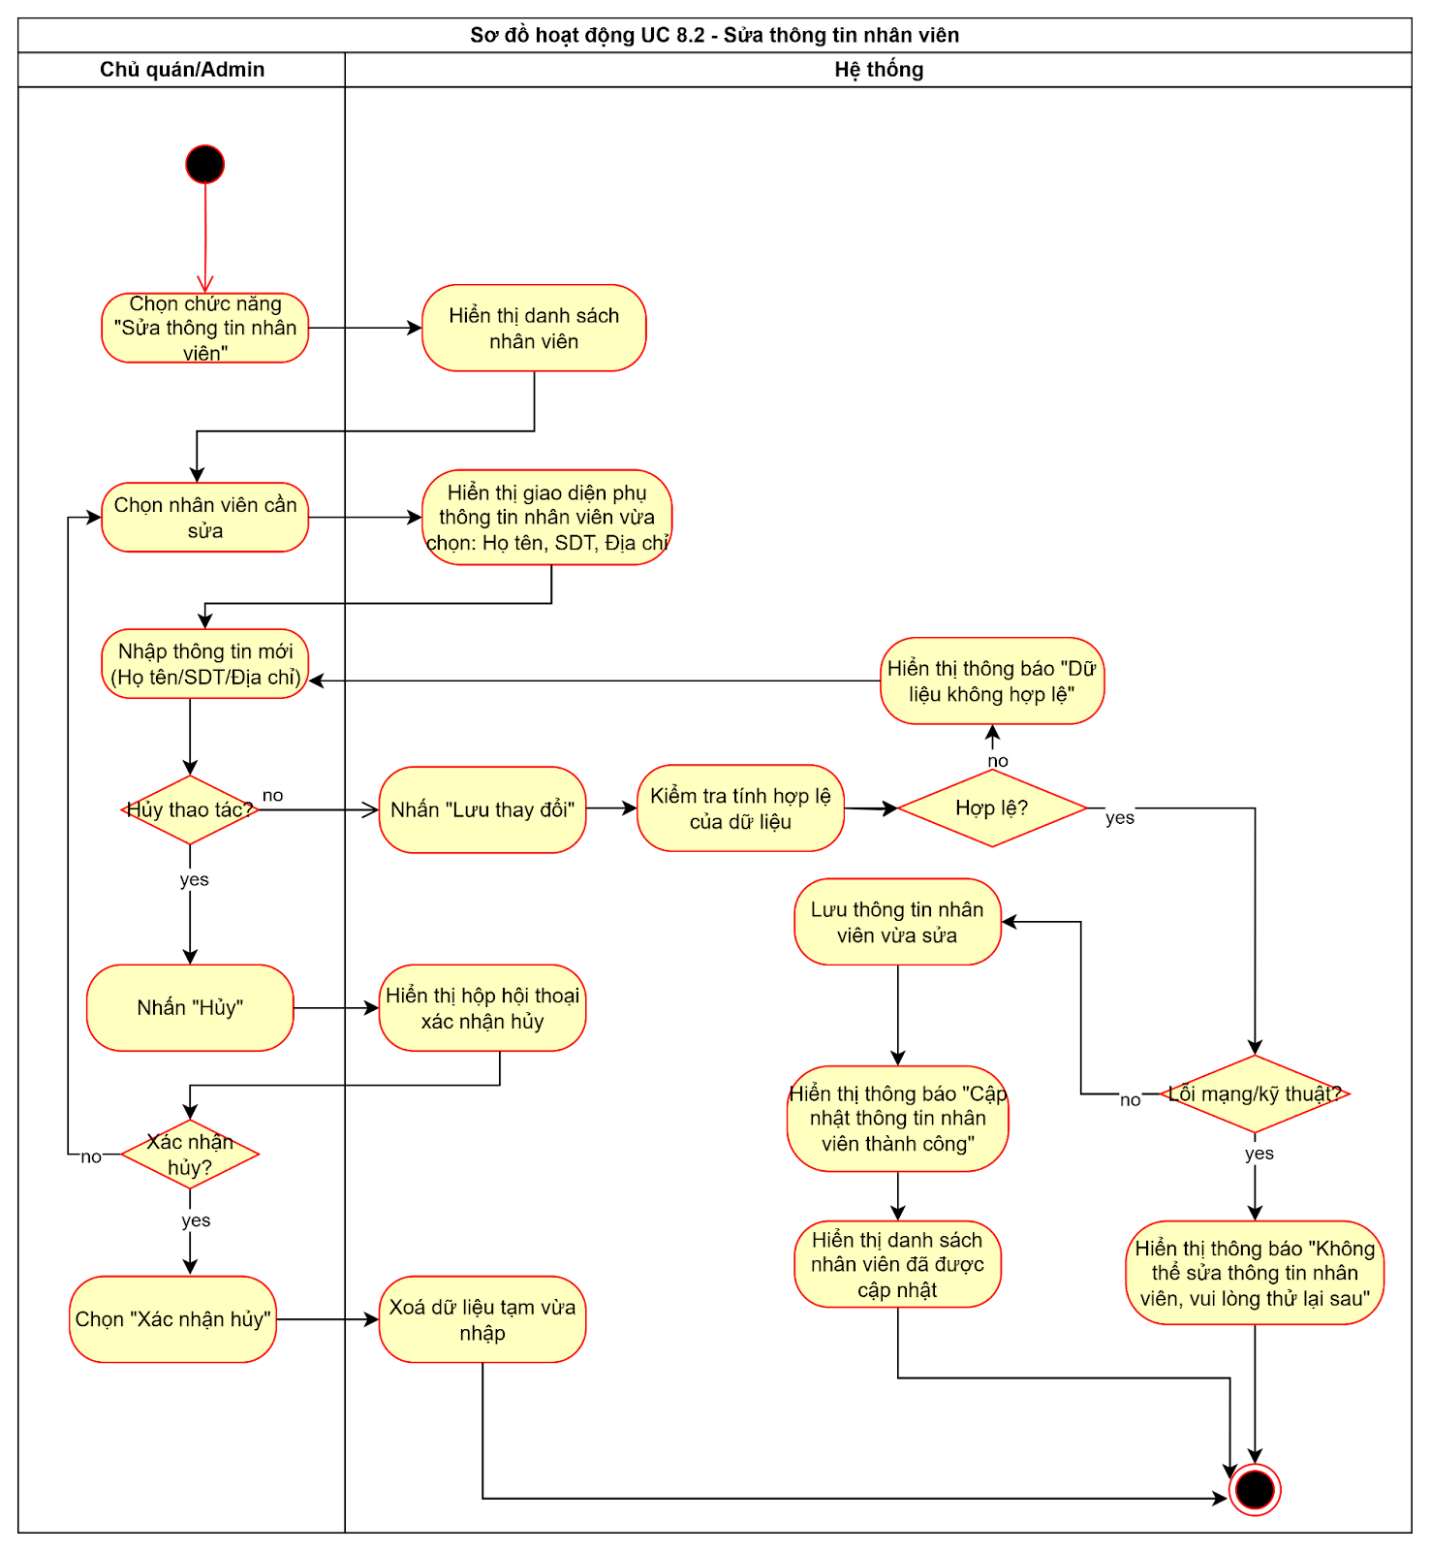 Sơ đồ hoạt động UC 8.2 - Sửa thông tin nhân viên
Chủ quán/Admin
Hệ thống
Chọn chức năng
"Sửa thông tin nhân
viên"
Hiển thị danh sách
nhân viên
Chọn nhân viên cần
sửa
Hiển thị giao diện phụ
thông tin nhân viên vừa
chọn: Họ tên, SDT, Địa chỉ
Nhập thông tin mới
(Họ tên/SDT/Địa chỉ)
Hiển thị thông báo "Dữ
liệu không hợp lệ"
no
Hủy thao tác?
no
Nhấn "Lưu thay đổi"
Kiểm tra tính hợp lệ
của dữ liệu
Hợp lệ?
yes
yes
Lưu thông tin nhân
viên vừa sửa
Nhấn "Hủy"
Hiển thị hộp hội thoại
xác nhận hủy
Hiển thị thông báo "Cập
nhật thông tin nhân
viên thành công"
no
Lỗi mạng/kỹ thuật?
yes
Xác nhận
hủy?
no
yes
Hiển thị danh sách
nhân viên đã được
cập nhật
Hiển thị thông báo "Không
thể sửa thông tin nhân
viên, vui lòng thử lại sau"
Chọn "Xác nhận hủy"
Xoá dữ liệu tạm vừa
nhập